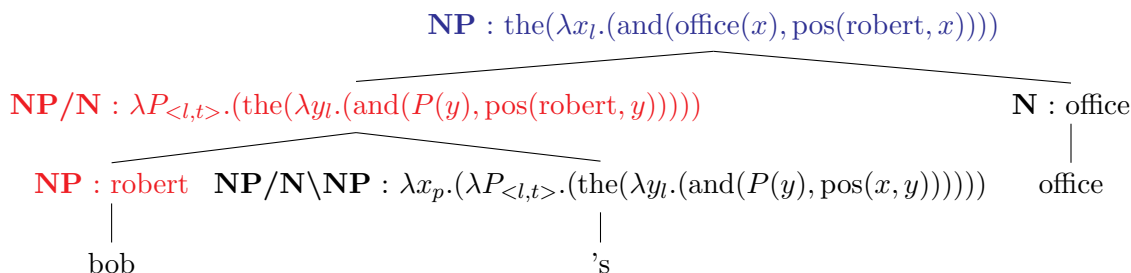 NP : the(λx_l.(and(office(x), pos(robert, x))))
NP/N : λP_<l,t>.(the(λy_l.(and(P(y), pos(robert, y))))) N : office
NP : robert NP/N\NP : λx_p.(λP_<l,t>.(the(λy_l.(and(P(y), pos(x, y)))))) office
bob 's